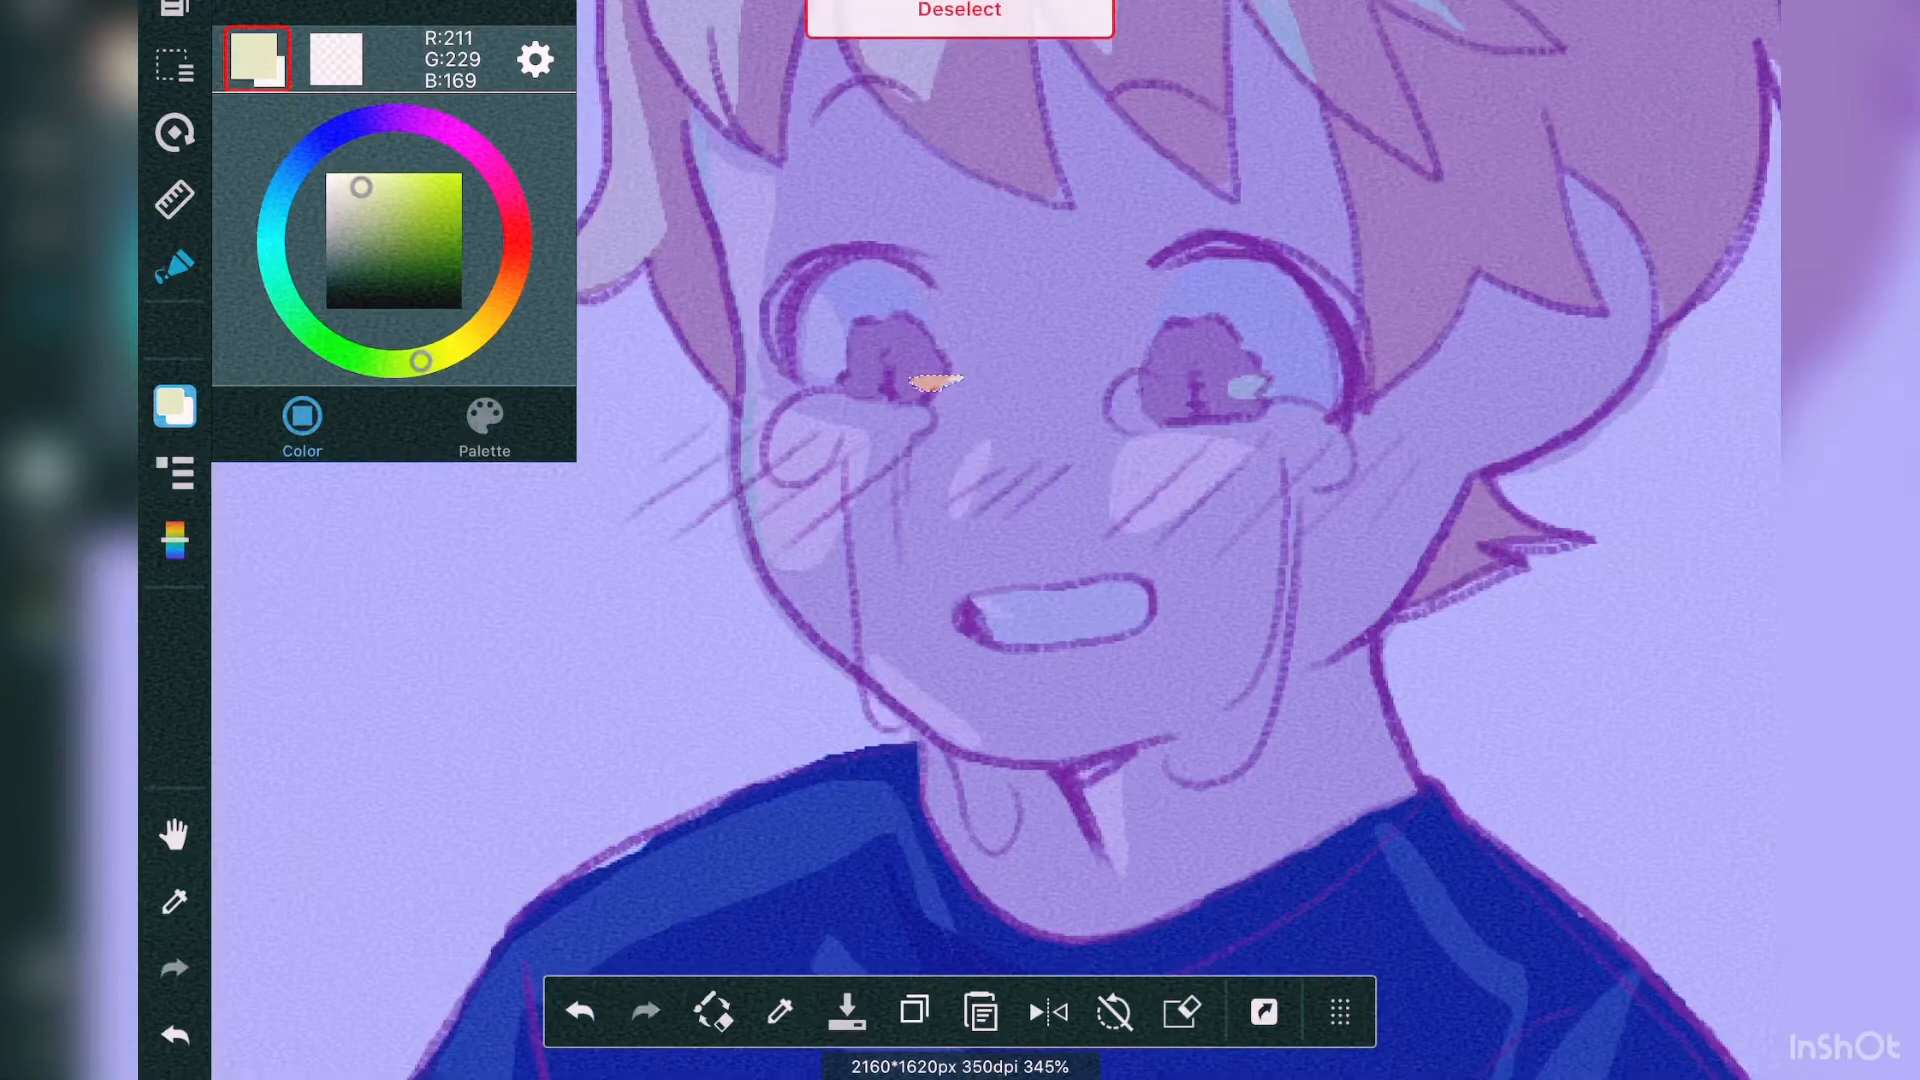 Deselect
R:211
G:229
B:169
Color
Palette
2160*1620px 350dpi 345%
InShOt